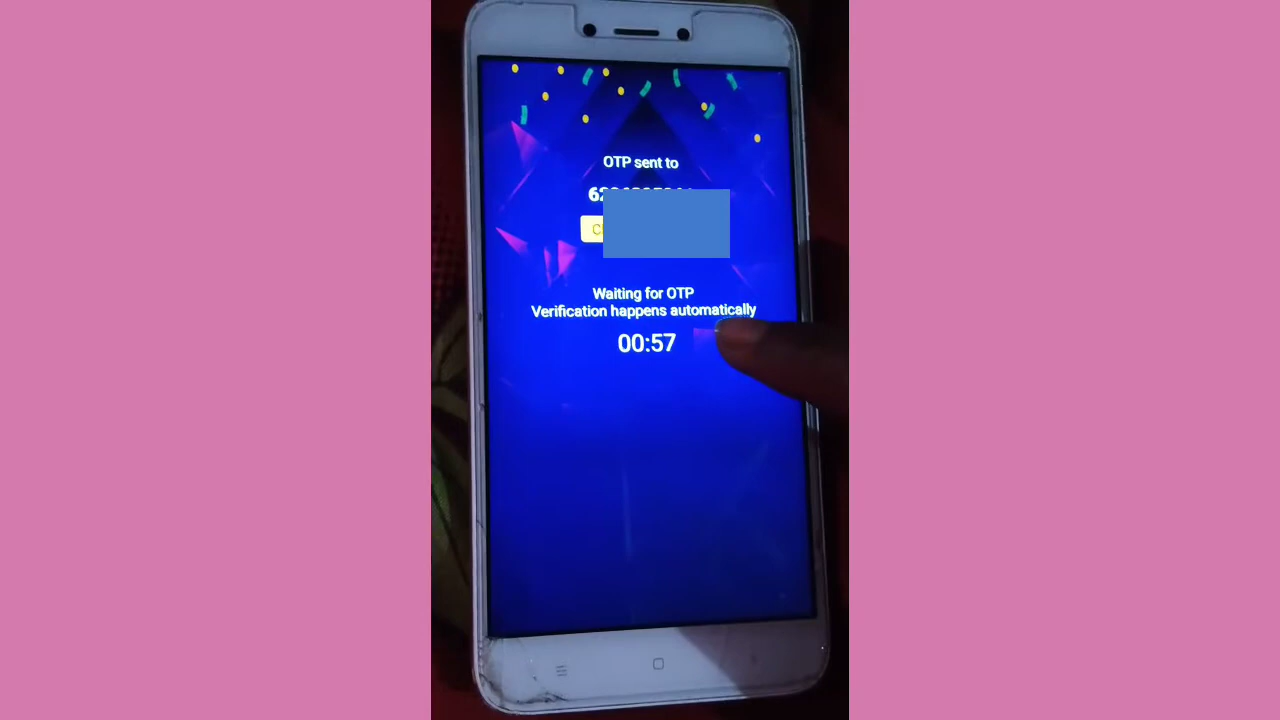 OTP sent to
Waiting for OTP
Verification happens automatically
00:57